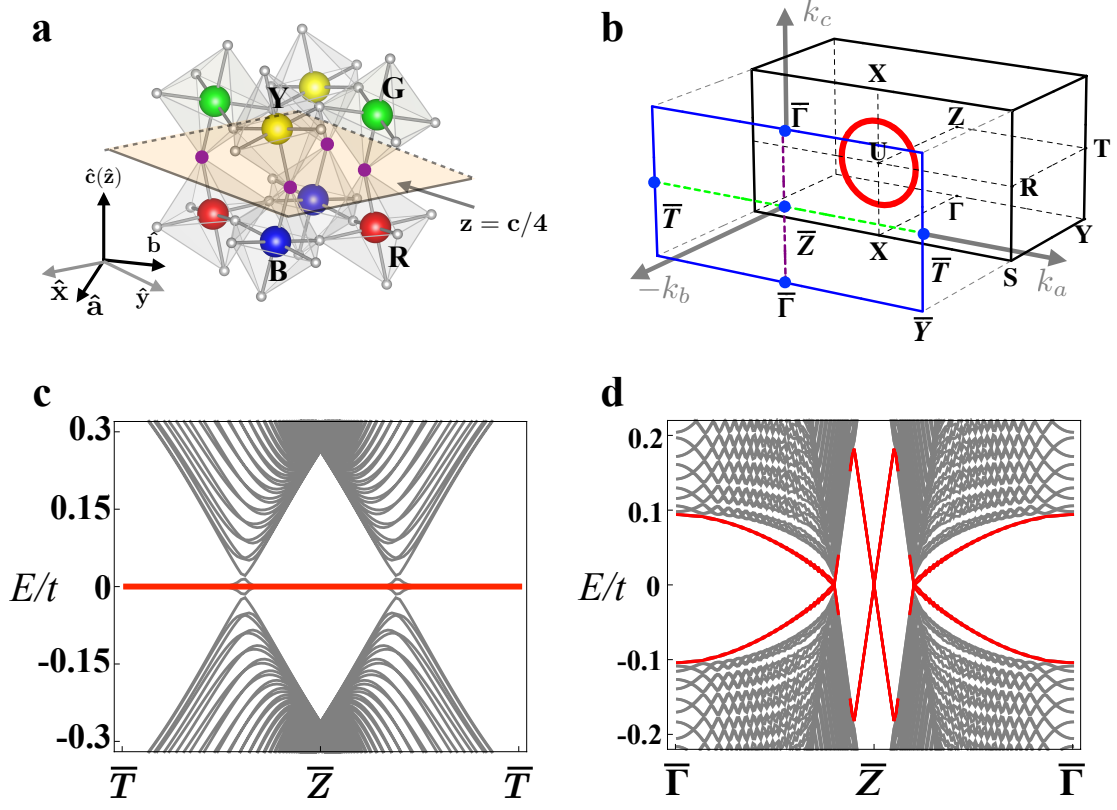 a
Y
G
ĉ(ẑ)
b̂
z = c/4
x̂
â
ŷ
B
R
b
k_c
X
Γ̅
Z
U
T
R
T̅
Γ
Z̅
X
T̅
Y
S
−k_b
k_a
Γ̅
Y̅
c
0.3
0.15
E/t
0
-0.15
-0.3
T̅
Z̅
T̅
d
0.2
0.1
E/t
0
-0.1
-0.2
Γ̅
Z̅
Γ̅